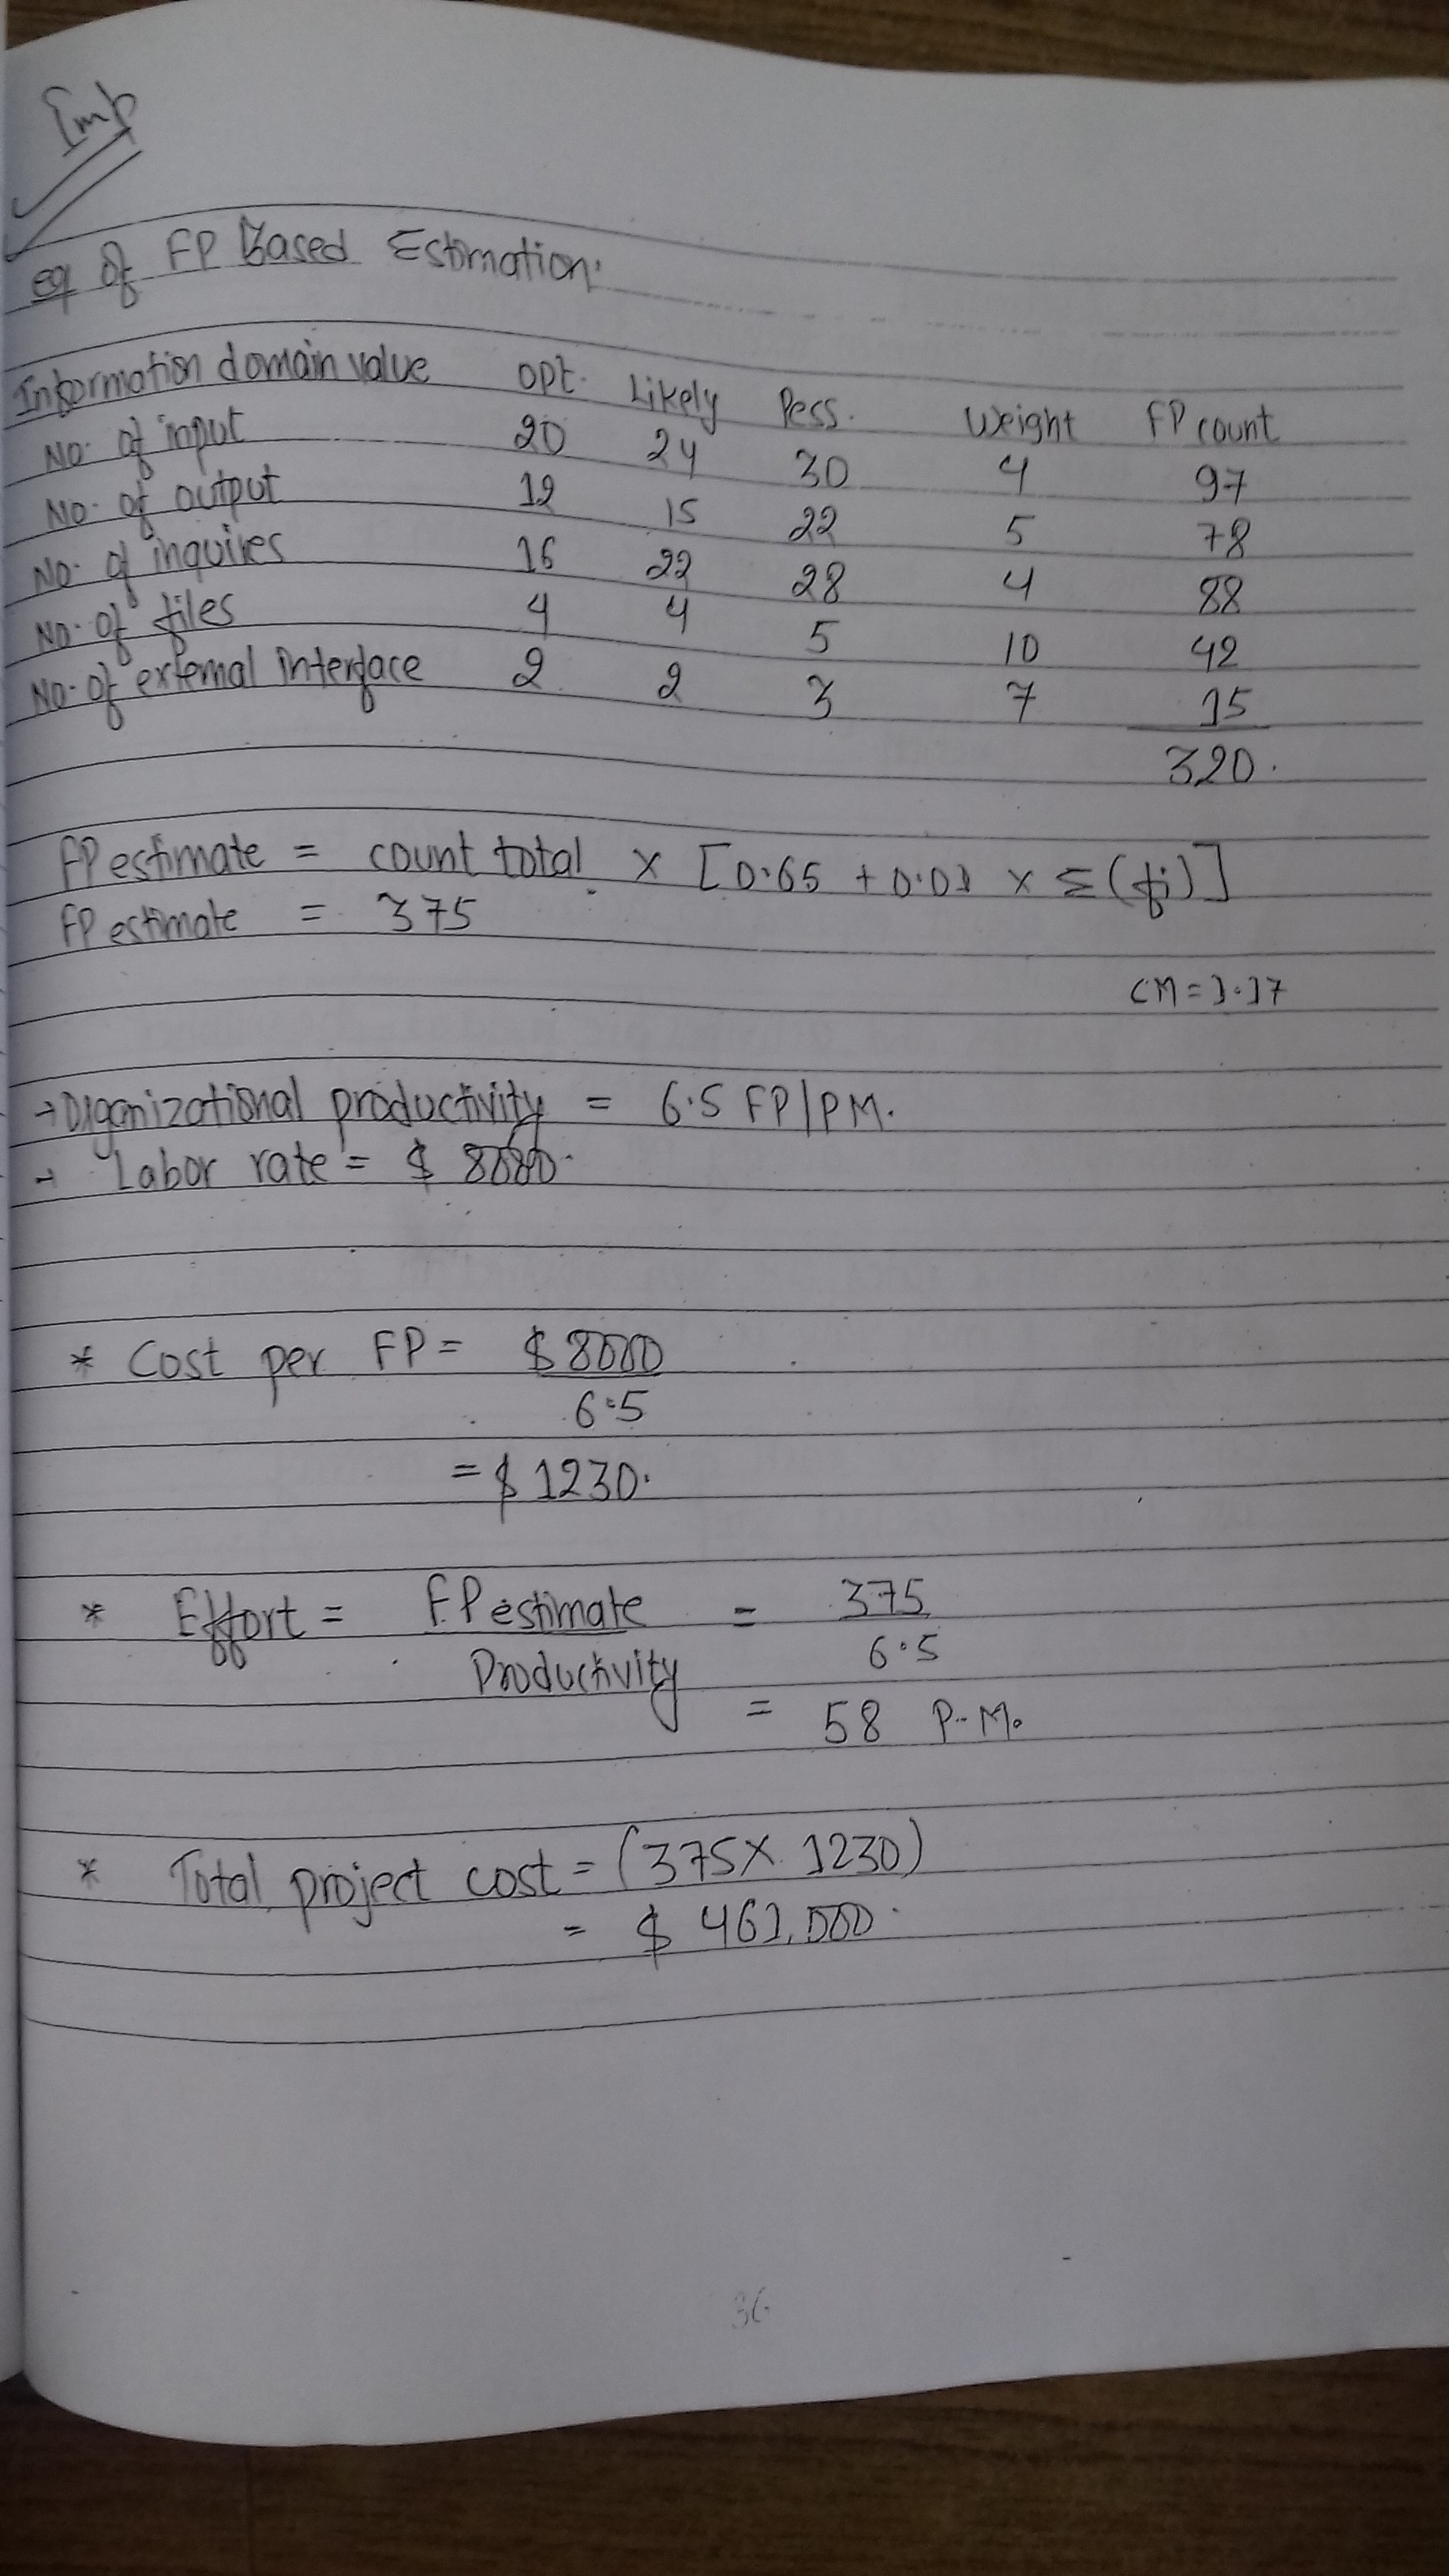 Imp
eg of FP Based Estimation.
Information domain value opt. Likely Pess. Weight FP count
No. of input 20 24 30 4 97
No. of output 12 15 22 5 78
No. of inquires 16 22 28 4 88
No. of files 4 4 5 10 42
No. of external interface 2 2 3 7 15
320.
FP estimate = count total × [0.65 + 0.01 × Σ(fi)]
FP estimate = 375
CM = 1.17
→ Organizational productivity = 6.5 FP/PM.
→ Labor rate = $ 8000.
* Cost per FP = $ 8000
6.5
= $ 1230.
* Effort = FP estimate = 375
Productivity 6.5
= 58 P-M.
* Total project cost = (375 × 1230)
= $ 461,000.
36